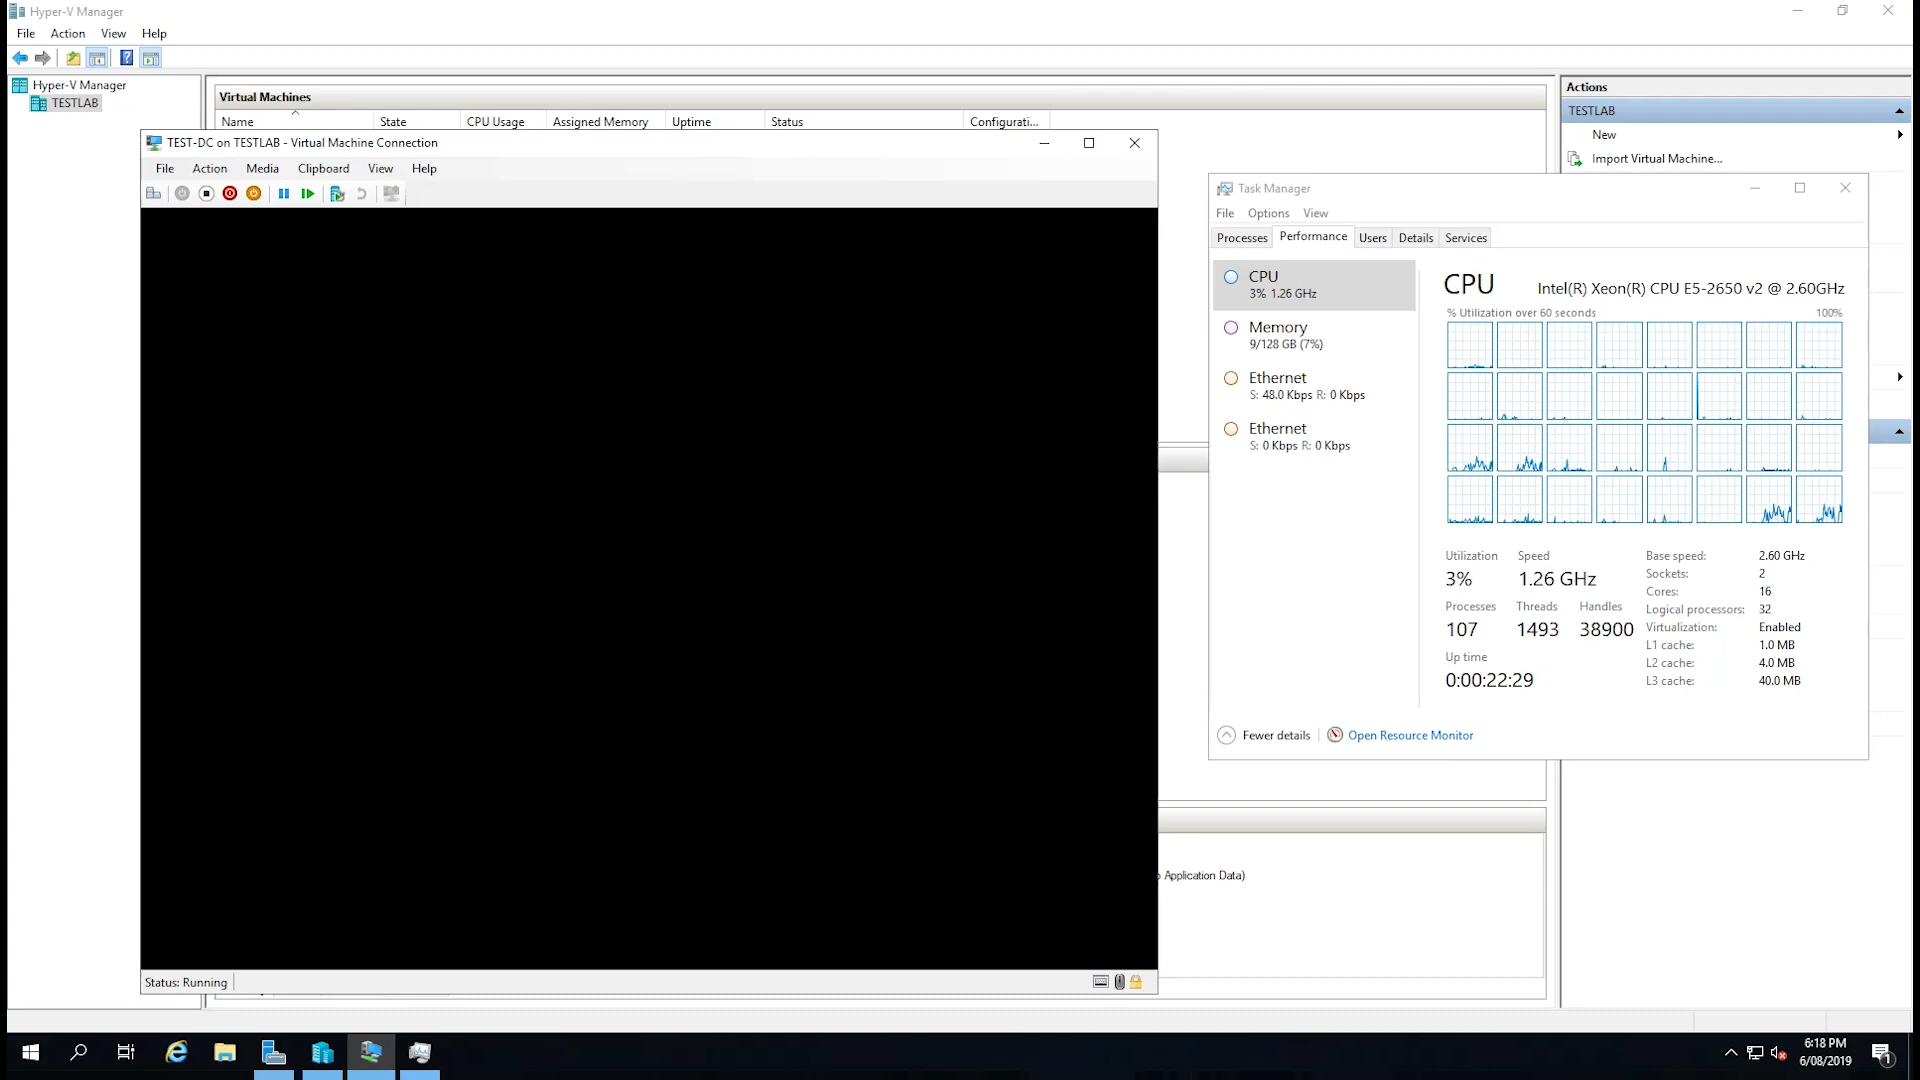 Hyper-V Manager
File Action View Help
Hyper-V Manager
TESTLAB
Virtual Machines
Name State CPU Usage Assigned Memory Uptime Status Configurati...
Actions
TESTLAB
New
Import Virtual Machine...
TEST-DC on TESTLAB - Virtual Machine Connection
File Action Media Clipboard View Help
Status: Running
Task Manager
File Options View
Processes Performance Users Details Services
CPU
3% 1.26 GHz
Memory
9/128 GB (7%)
Ethernet
S: 48.0 Kbps R: 0 Kbps
Ethernet
S: 0 Kbps R: 0 Kbps
CPU Intel(R) Xeon(R) CPU E5-2650 v2 @ 2.60GHz
% Utilization over 60 seconds 100%
Utilization Speed
3% 1.26 GHz
Processes Threads Handles
107 1493 38900
Up time
0:00:22:29
Base speed: 2.60 GHz
Sockets: 2
Cores: 16
Logical processors: 32
Virtualization: Enabled
L1 cache: 1.0 MB
L2 cache: 4.0 MB
L3 cache: 40.0 MB
Fewer details Open Resource Monitor
Application Data)
6:18 PM
6/08/2019
1